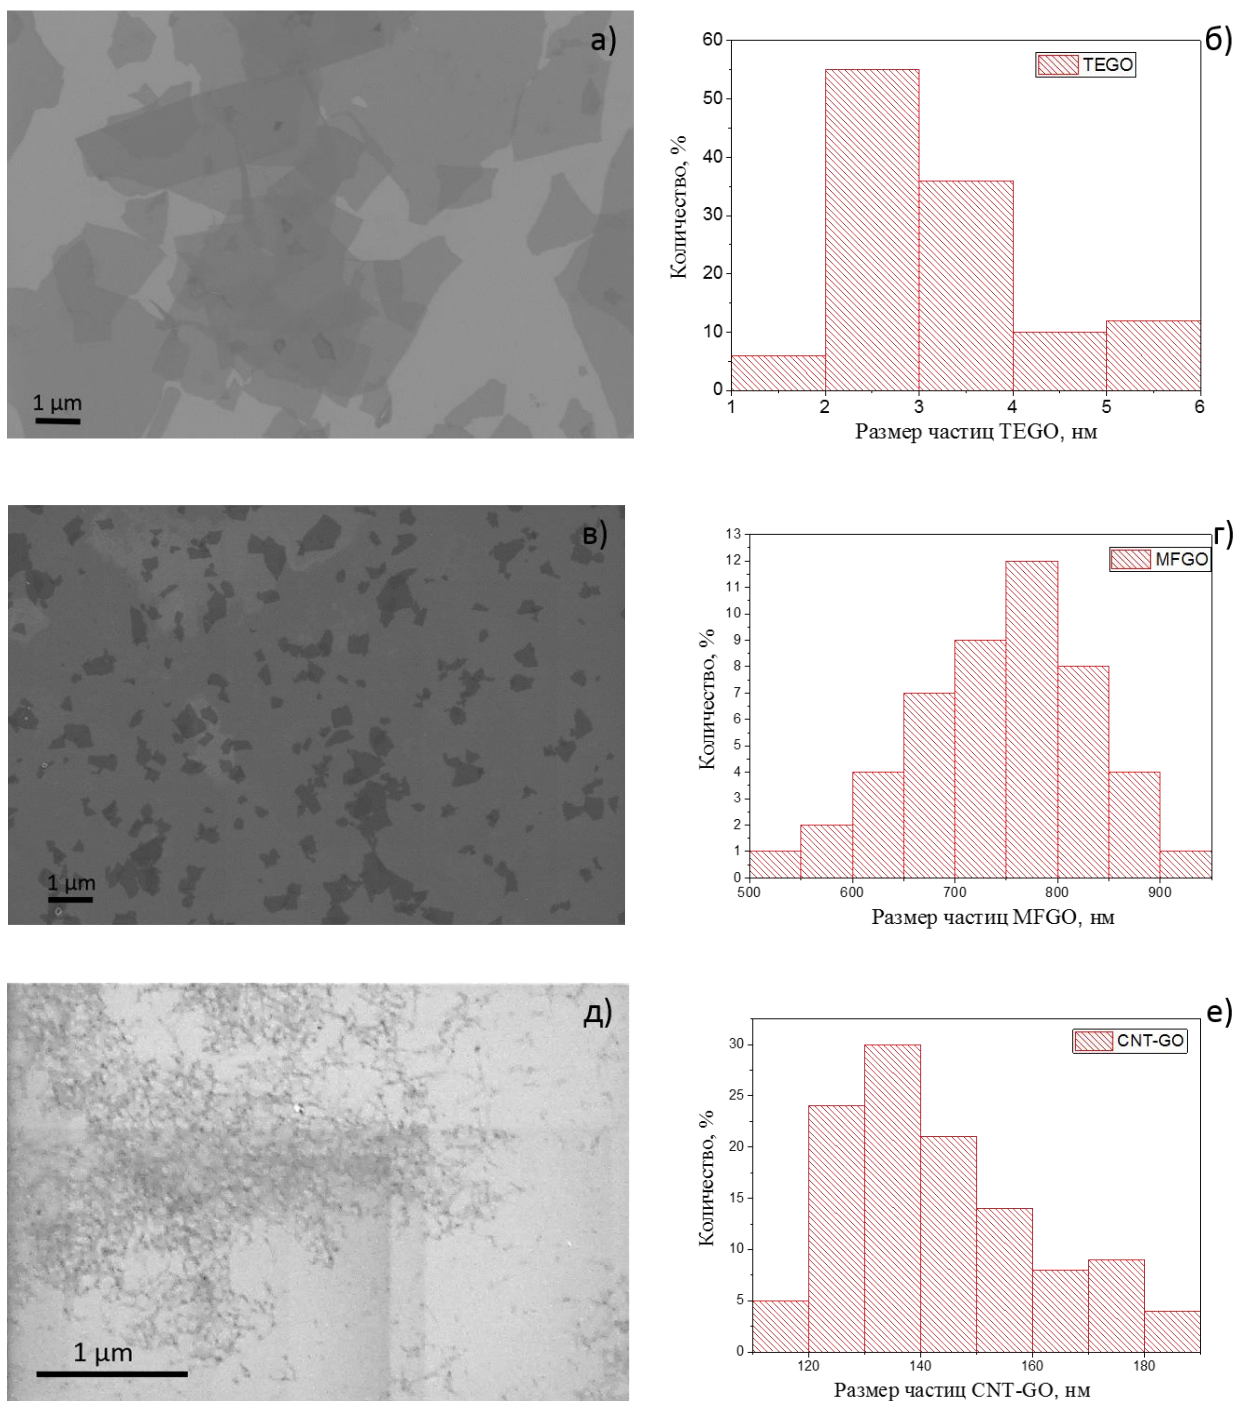 а)
1 µm
б)
TEGO
Количество, %
60
50
40
30
20
10
0
1 2 3 4 5 6
Размер частиц TEGO, нм
в)
1 µm
г)
MFGO
Количество, %
13
12
11
10
9
8
7
6
5
4
3
2
1
0
500 600 700 800 900
Размер частиц MFGO, нм
д)
1 µm
е)
CNT-GO
Количество, %
30
25
20
15
10
5
0
120 140 160 180
Размер частиц CNT-GO, нм